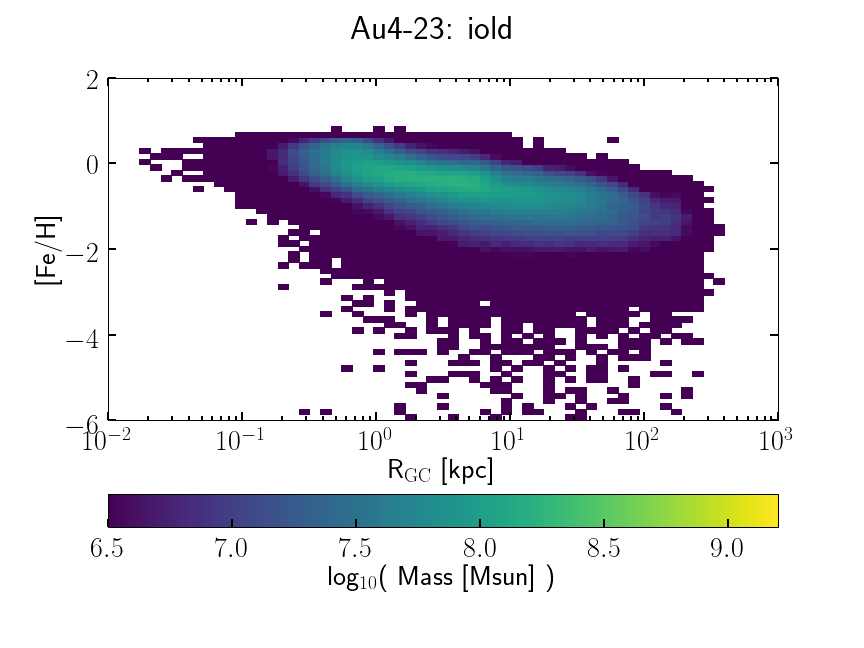 Au4-23: iold
2
0
−2
−4
−6
[Fe/H]
10⁻² 10⁻¹ 10⁰ 10¹ 10² 10³
R_GC [kpc]
6.5 7.0 7.5 8.0 8.5 9.0
log₁₀( Mass [Msun] )